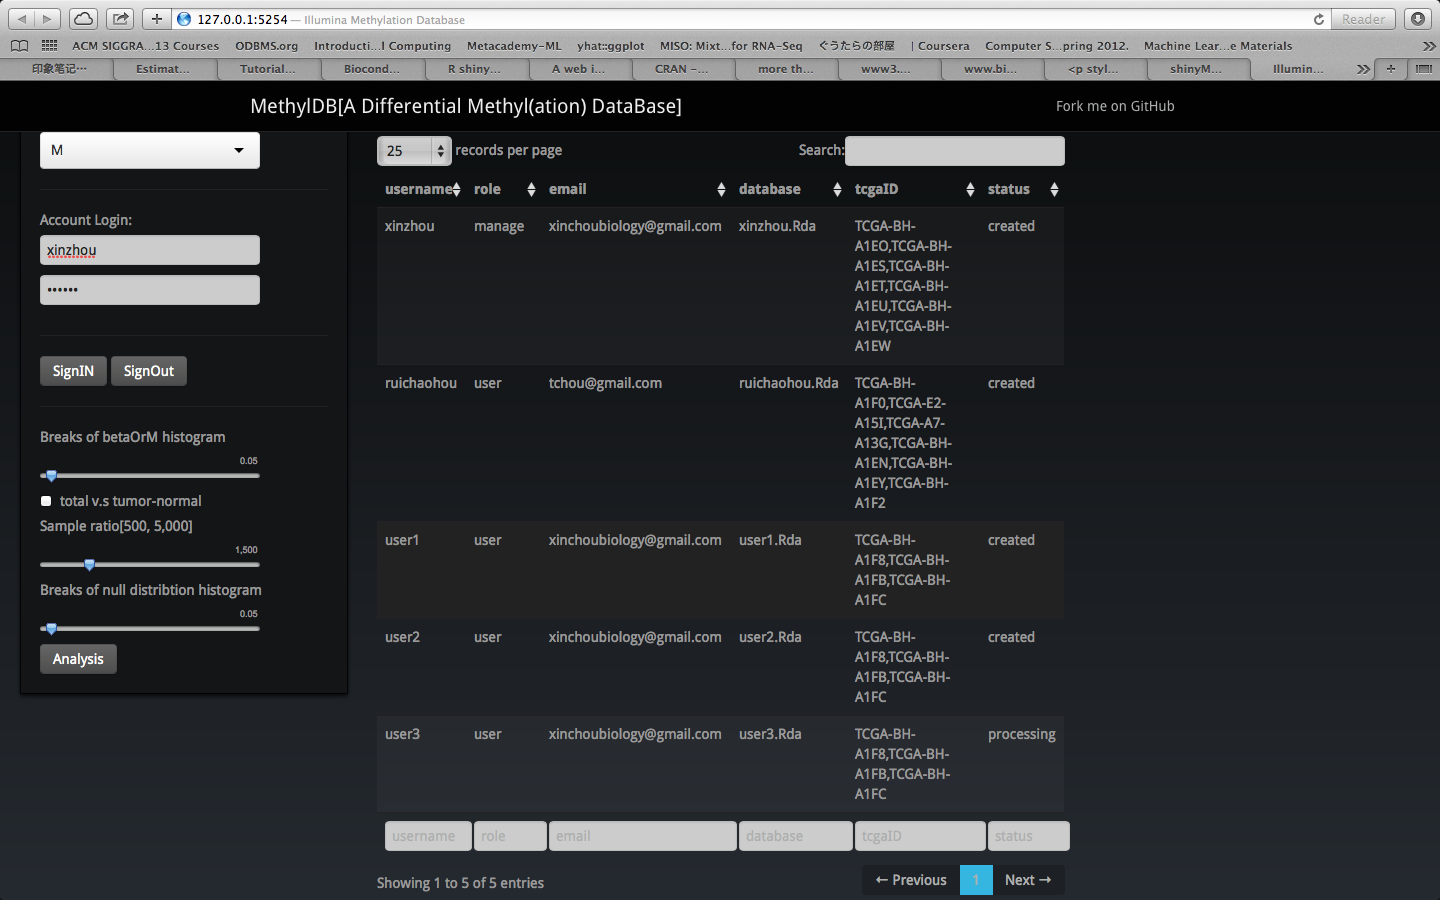 127.0.0.1:5254 — Illumina Methylation Database
Reader
ACM SIGGRA...13 Courses ODBMS.org Introducti...l Computing Metacademy-ML yhat::ggplot MISO: Mixt...for RNA-Seq ぐうたらの部屋 | Coursera Computer S...pring 2012. Machine Lear...e Materials
印象笔记… Estimat... Tutorial... Biocond... R shiny... A web i... CRAN -... more th... www3.... www.bi... <p styl... shinyM... Illumin...
MethylDB[A Differential Methyl(ation) DataBase]
Fork me on GitHub
M
Account Login:
xinzhou
••••••
SignIN SignOut
Breaks of betaOrM histogram
0.05
total v.s tumor-normal
Sample ratio[500, 5,000]
1,500
Breaks of null distribtion histogram
0.05
Analysis
25 records per page
Search:
username role email database tcgaID status
xinzhou manage xinchoubiology@gmail.com xinzhou.Rda TCGA-BH- created
A1EO,TCGA-BH-
A1ES,TCGA-BH-
A1ET,TCGA-BH-
A1EU,TCGA-BH-
A1EV,TCGA-BH-
A1EW
ruichaohou user tchou@gmail.com ruichaohou.Rda TCGA-BH- created
A1F0,TCGA-E2-
A15I,TCGA-A7-
A13G,TCGA-BH-
A1EN,TCGA-BH-
A1EY,TCGA-BH-
A1F2
user1 user xinchoubiology@gmail.com user1.Rda TCGA-BH- created
A1F8,TCGA-BH-
A1FB,TCGA-BH-
A1FC
user2 user xinchoubiology@gmail.com user2.Rda TCGA-BH- created
A1F8,TCGA-BH-
A1FB,TCGA-BH-
A1FC
user3 user xinchoubiology@gmail.com user3.Rda TCGA-BH- processing
A1F8,TCGA-BH-
A1FB,TCGA-BH-
A1FC
username role email database tcgaID status
Showing 1 to 5 of 5 entries
← Previous 1 Next →